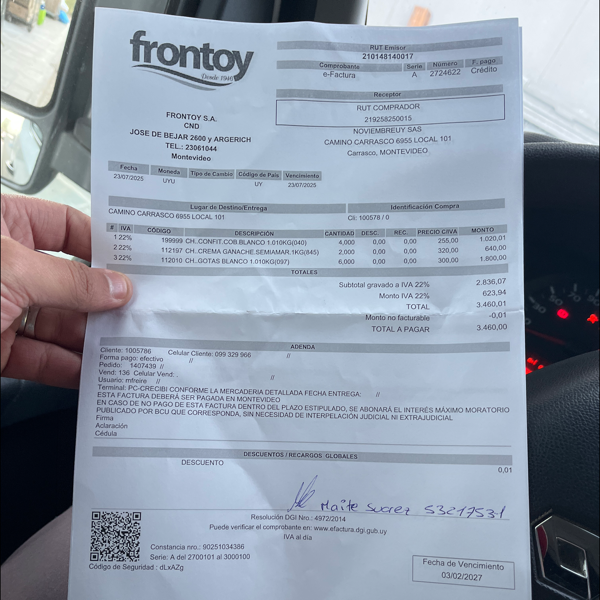 frontoy
Desde 1940
FRONTOY S.A.
CND
JOSE DE BEJAR 2600 y ARGERICH
TEL.: 23061044
Montevideo
RUT Emisor
210148140017
Comprobante Serie Número F. pago
e-Factura A 2724622 Crédito
Receptor
RUT COMPRADOR
219258250015
NOVIEMBREUY SAS
CAMINO CARRASCO 6955 LOCAL 101
Carrasco, MONTEVIDEO
Fecha Moneda Tipo de Cambio Código de País Vencimiento
23/07/2025 UYU UY 23/07/2025
Lugar de Destino/Entrega Identificación Compra
CAMINO CARRASCO 6955 LOCAL 101 Cli: 100578 / 0
# IVA CÓDIGO DESCRIPCIÓN CANTIDAD DESC. REC. PRECIO C/IVA MONTO
1 22% 199999 CH..CONFIT.COB.BLANCO 1.010KG(040) 4,000 0,00 0,00 255,00 1.020,01
2 22% 112197 CH. CREMA GANACHE.SEMIAMAR.1KG(845) 2,000 0,00 0,00 320,00 640,00
3 22% 112010 CH..GOTAS BLANCO 1.010KG(097) 6,000 0,00 0,00 300,00 1.800,00
TOTALES
Subtotal gravado a IVA 22% 2.836,07
Monto IVA 22% 623,94
TOTAL 3.460,01
Monto no facturable -0,01
TOTAL A PAGAR 3.460,00
ADENDA
Cliente: 1005786 Celular Cliente: 099 329 966 //
Forma pago: efectivo //
Pedido: 1407439 //
Vend: 136 Celular Vend: . //
Usuario: mfreire //
Terminal: PC-CRECIBI CONFORME LA MERCADERIA DETALLADA FECHA ENTREGA: //
ESTA FACTURA DEBERÁ SER PAGADA EN MONTEVIDEO
EN CASO DE NO PAGO DE ESTA FACTURA DENTRO DEL PLAZO ESTIPULADO, SE ABONARÁ EL INTERÉS MÁXIMO MORATORIO
PUBLICADO POR BCU QUE CORRESPONDA, SIN NECESIDAD DE INTERPELACIÓN JUDICIAL NI EXTRAJUDICIAL
Firma
Aclaración
Cédula
DESCUENTOS / RECARGOS GLOBALES
DESCUENTO 0,01
Maite Suarez 53217531
Resolución DGI Nro.: 4972/2014
Puede verificar el comprobante en: www.efactura.dgi.gub.uy
IVA al día
Constancia nro.: 90251034386
Serie: A del 2700101 al 3000100
Código de Seguridad : dLxAZg
Fecha de Vencimiento
03/02/2027